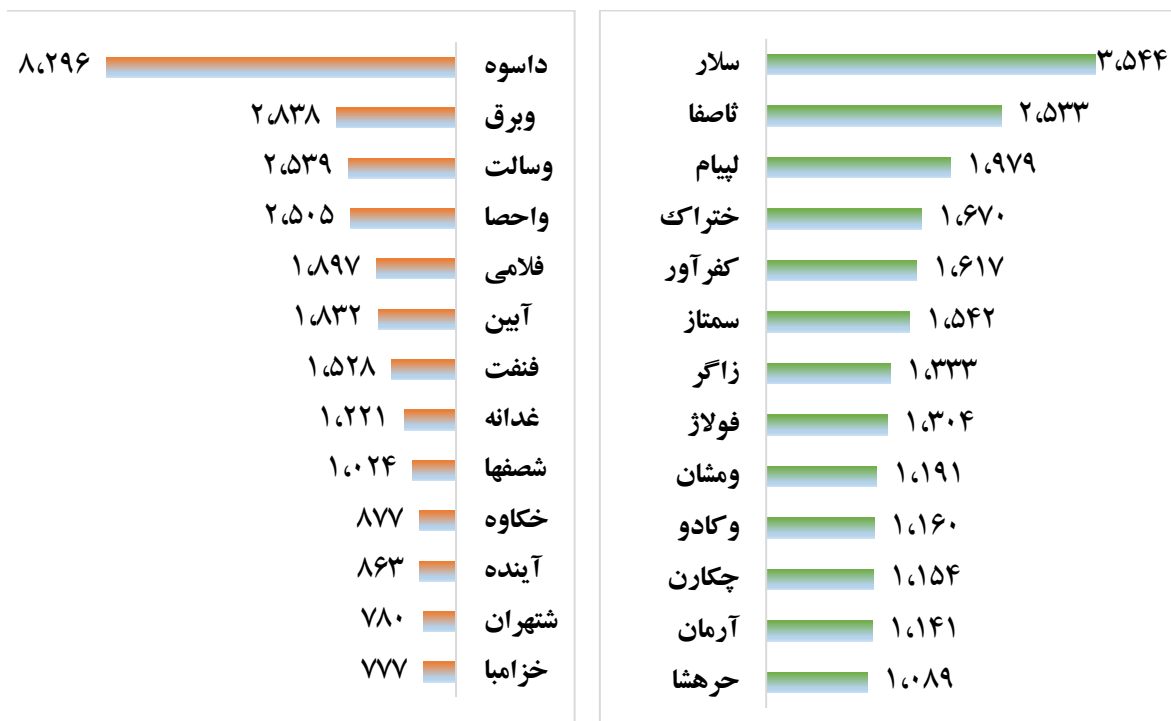 سلار ۳،۵۴۴
ثاصفا ۲،۵۳۳
لپیام ۱،۹۷۹
ختراک ۱،۶۷۰
کفرآور ۱،۶۱۷
سمتاز ۱،۵۴۲
زاگر ۱،۳۳۳
فولاژ ۱،۳۰۴
ومشان ۱،۱۹۱
وکادو ۱،۱۶۰
چکارن ۱،۱۵۴
آرمان ۱،۱۴۱
حرهشا ۱،۰۸۹
داسوه ۸،۲۹۶
وبرق ۲،۸۳۸
وسالت ۲،۵۳۹
واحصا ۲،۵۰۵
فلامی ۱،۸۹۷
آبین ۱،۸۳۲
فنفت ۱،۵۲۸
غدانه ۱،۲۲۱
شصفها ۱،۰۲۴
خکاوه ۸۷۷
آینده ۸۶۳
شتهران ۷۸۰
خزامبا ۷۷۷